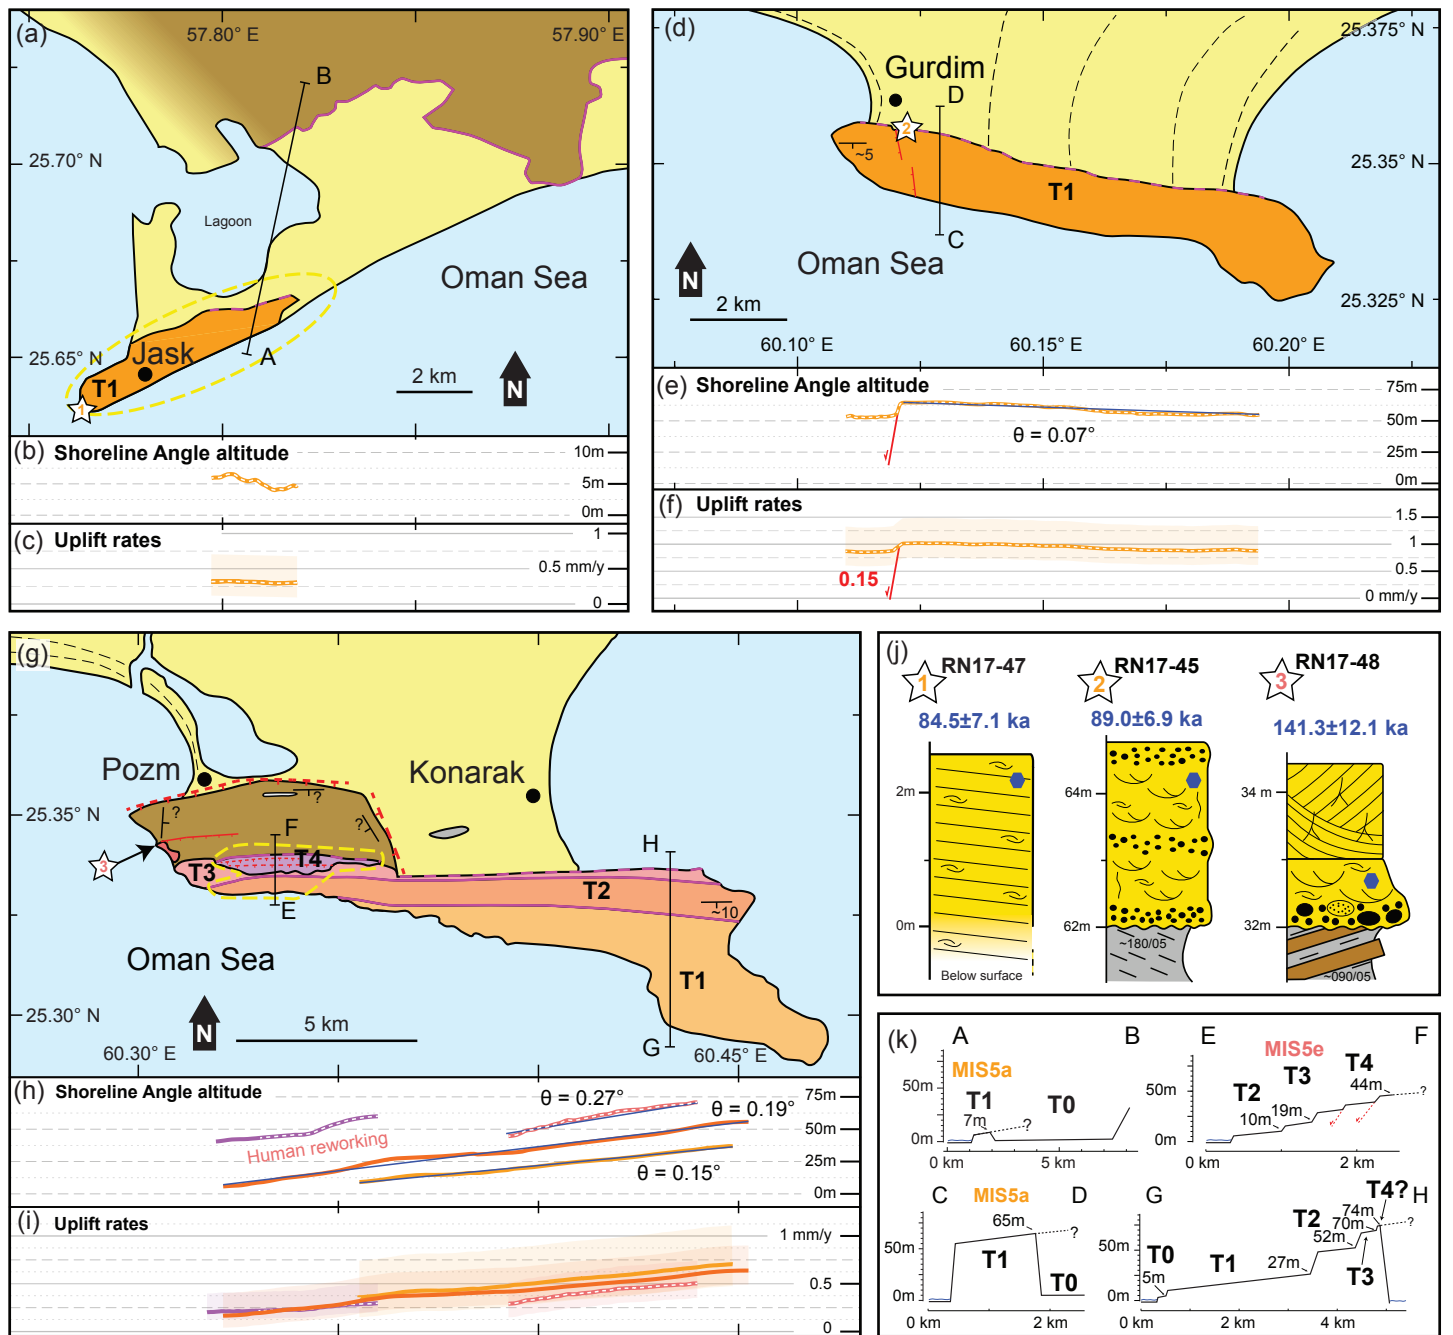 (a)
57.80° E
57.90° E
B
25.70° N
Lagoon
Oman Sea
25.65° N
Jask
A
T1
1
2 km
N
(b) Shoreline Angle altitude
10m
5m
0m
(c) Uplift rates
1
0.5 mm/y
0
(d)
25.375° N
Gurdim
D
2
~5
25.35° N
T1
C
Oman Sea
N
2 km
25.325° N
60.10° E
60.15° E
60.20° E
(e) Shoreline Angle altitude
75m
50m
θ = 0.07°
25m
0m
(f) Uplift rates
1.5
1
0.15
0.5
0 mm/y
(g)
Pozm
Konarak
25.35° N
?
?
?
F
H
3
T4
T3
T2
E
~10
Oman Sea
T1
N
5 km
25.30° N
G
60.30° E
60.45° E
(h) Shoreline Angle altitude
75m
θ = 0.27°
θ = 0.19°
50m
Human reworking
25m
θ = 0.15°
0m
(i) Uplift rates
1 mm/y
0.5
0
(j)
1 RN17-47
2 RN17-45
3 RN17-48
84.5±7.1 ka
89.0±6.9 ka
141.3±12.1 ka
2m
64m
34 m
0m
62m
32m
~180/05
~090/05
Below surface
(k)
A
B
MIS5a
50m
T1
T0
7m
?
0m
0 km
5 km
E
F
MIS5e
T4
T3
44m
?
50m
T2
19m
10m
0m
0 km
2 km
C
MIS5a
D
65m
?
50m
T1
T0
0m
0 km
2 km
G
T4?
H
74m
T2
70m
?
52m
50m
T0
T1
27m
T3
5m
0m
0 km
2 km
4 km